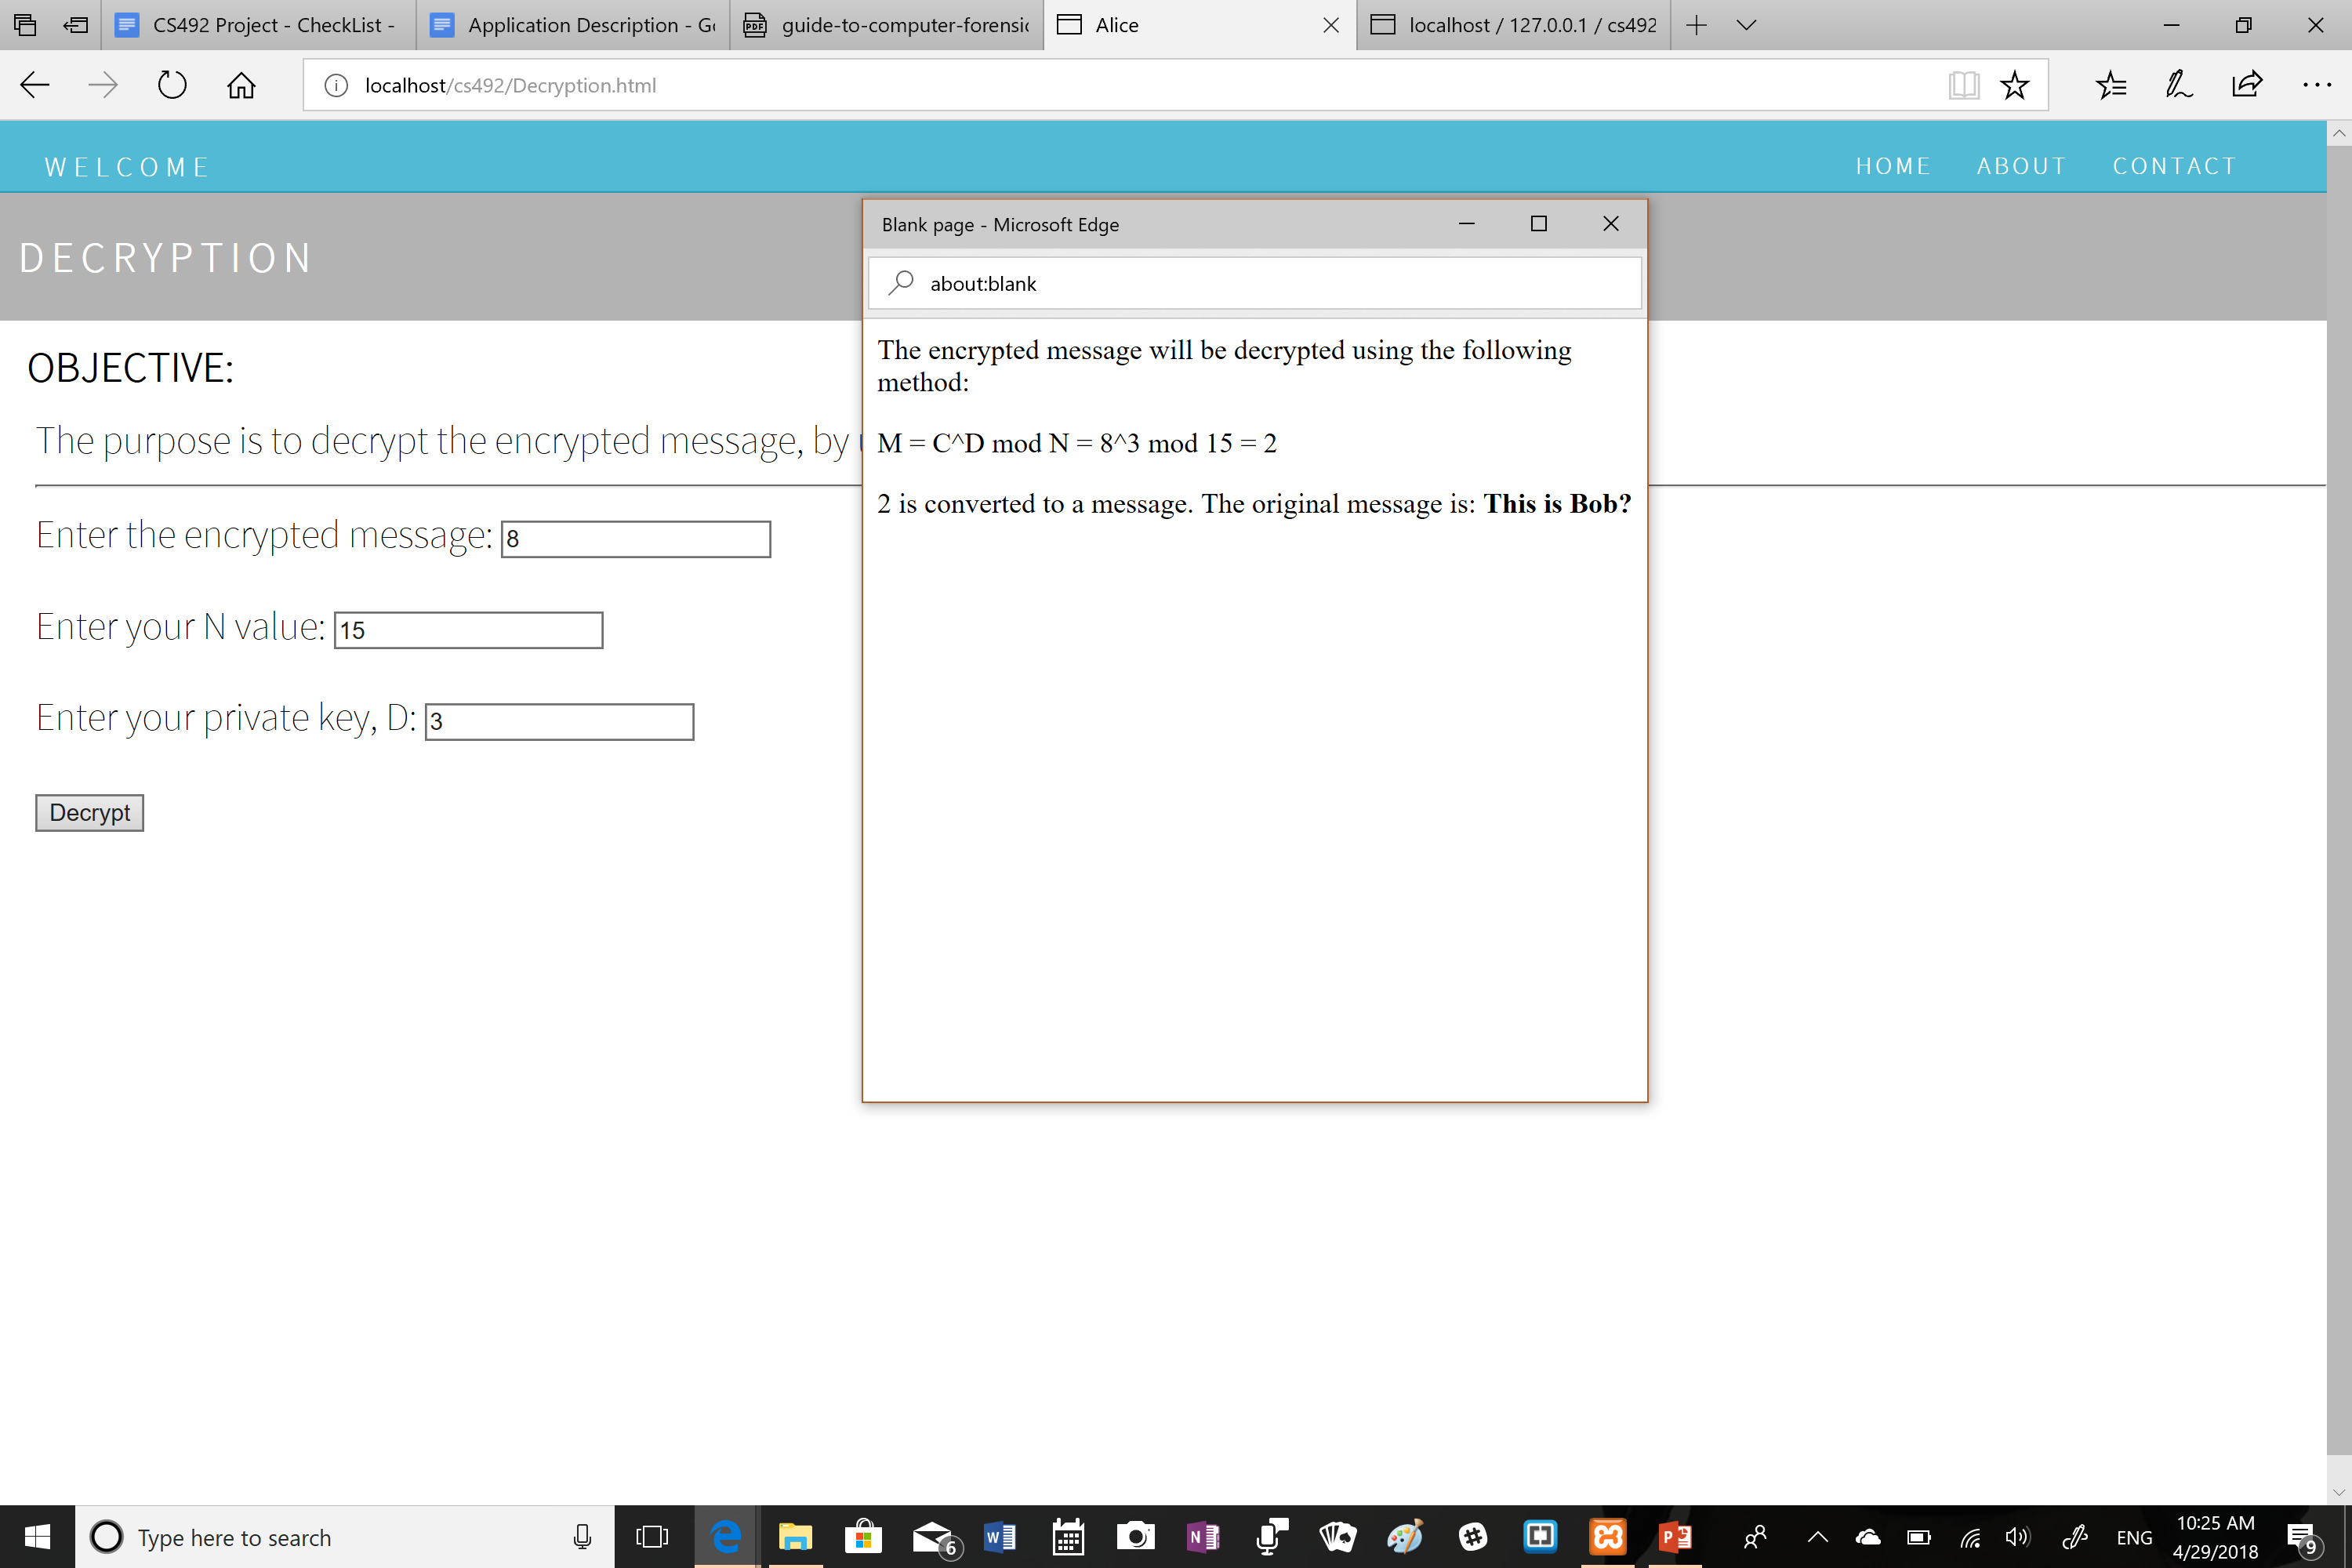 CS492 Project - CheckList -
Application Description - G
guide-to-computer-forensic
Alice
localhost / 127.0.0.1 / cs492
localhost/cs492/Decryption.html
WELCOME
HOME ABOUT CONTACT
DECRYPTION
OBJECTIVE:
The purpose is to decrypt the encrypted message, by
Enter the encrypted message: 8
Enter your N value: 15
Enter your private key, D: 3
Decrypt
Blank page - Microsoft Edge
about:blank
The encrypted message will be decrypted using the following
method:
M = C^D mod N = 8^3 mod 15 = 2
2 is converted to a message. The original message is: This is Bob?
Type here to search
6
ENG
10:25 AM
4/29/2018
9